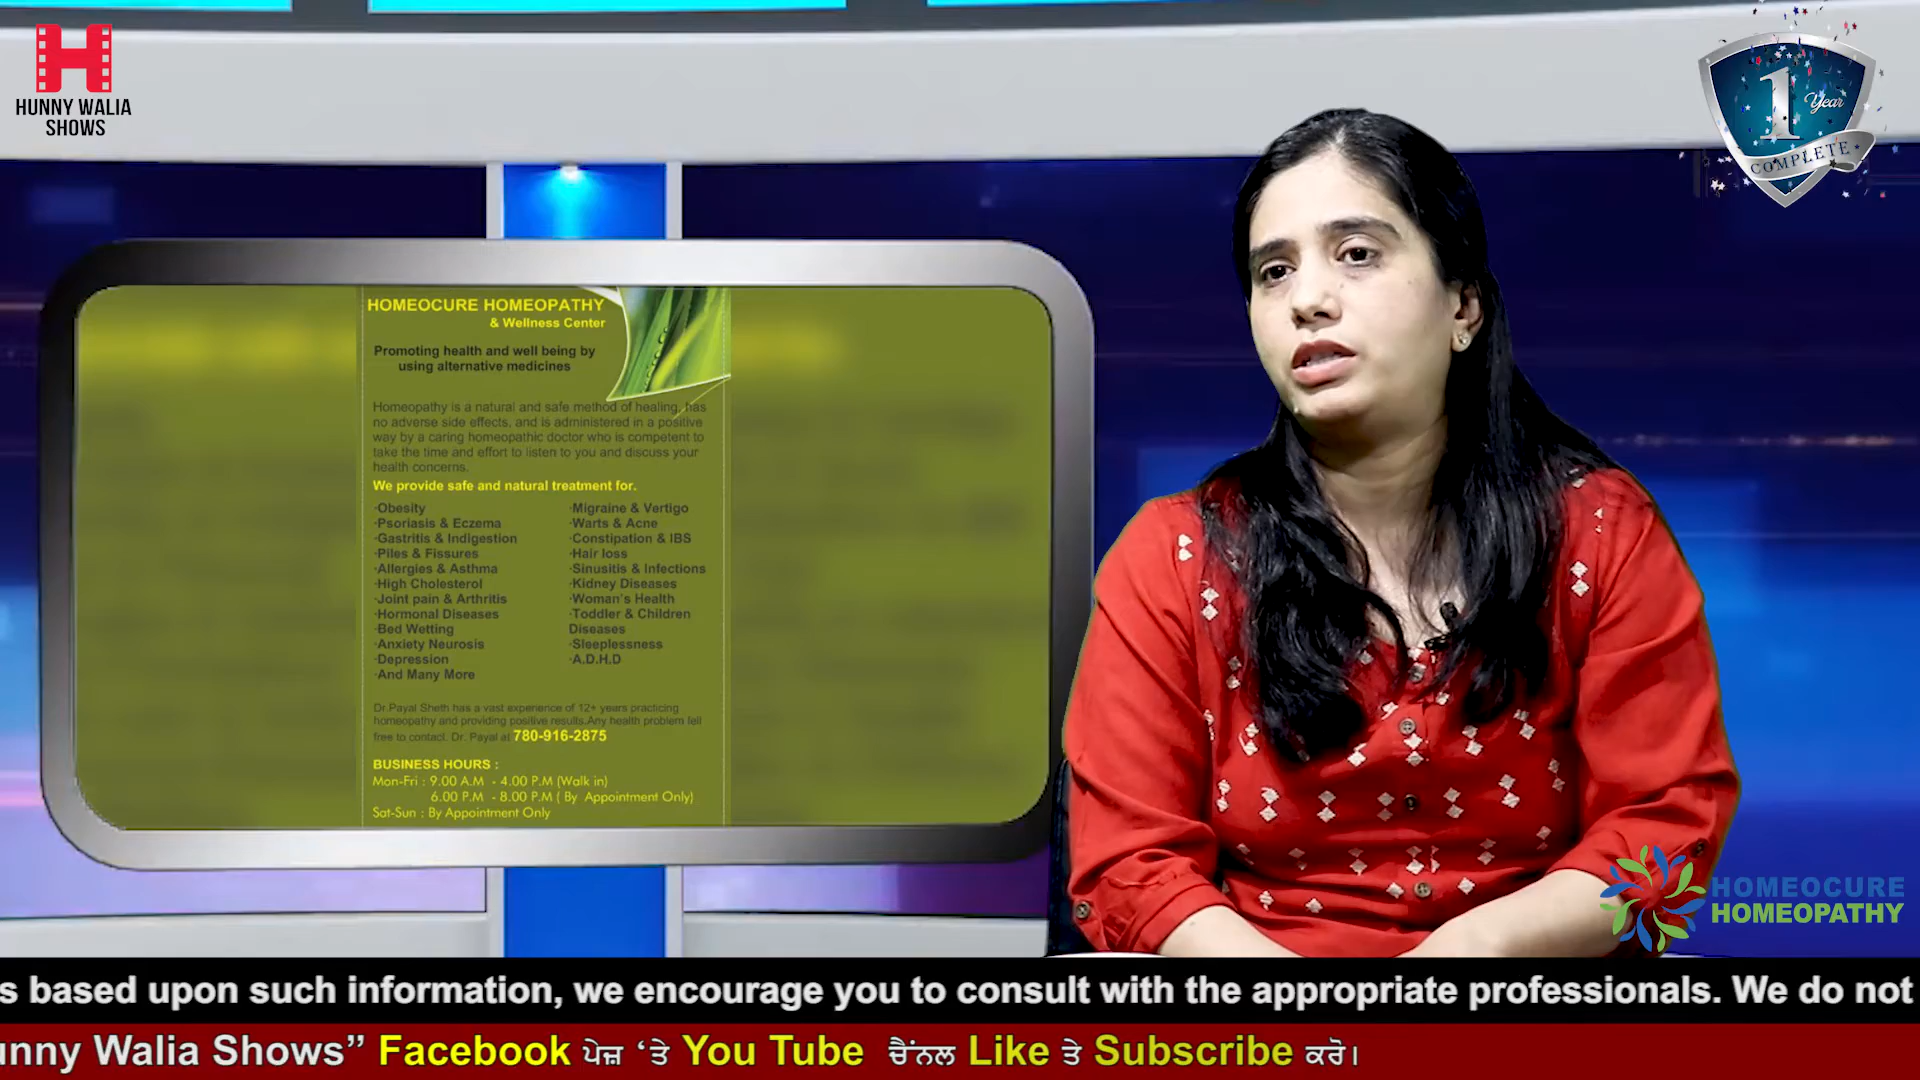 HUNNY WALIA
SHOWS
1
Year
COMPLETE
HOMEOCURE HOMEOPATHY
& Wellness Center
Promoting health and well being by
using alternative medicines
Homeopathy is a natural and safe method of healing, has
no adverse side effects, and is administered in a positive
way by a caring homeopathic doctor who is competent to
take the time and effort to listen to you and discuss your
health concerns.
We provide safe and natural treatment for.
·Obesity
·Psoriasis & Eczema
·Gastritis & Indigestion
·Piles & Fissures
·Allergies & Asthma
·High Cholesterol
·Joint pain & Arthritis
·Hormonal Diseases
·Bed Wetting
·Anxiety Neurosis
·Depression
·And Many More
·Migraine & Vertigo
·Warts & Acne
·Constipation & IBS
·Hair loss
·Sinusitis & Infections
·Kidney Diseases
·Woman's Health
·Toddler & Children
Diseases
·Sleeplessness
·A.D.H.D
Dr.Payal Sheth has a vast experience of 12+ years practicing
homeopathy and providing positive results.Any health problem fell
free to contact. Dr. Payal at 780-916-2875
BUSINESS HOURS :
Mon-Fri : 9.00 A.M - 4.00 P.M (Walk in)
6.00 P.M - 8.00 P.M ( By Appointment Only)
Sat-Sun : By Appointment Only
HOMEOCURE
HOMEOPATHY
s based upon such information, we encourage you to consult with the appropriate professionals. We do not
unny Walia Shows” Facebook ਪੇਜ਼ ‘ਤੇ You Tube ਚੈਂਨਲ Like ਤੇ Subscribe ਕਰੋ।